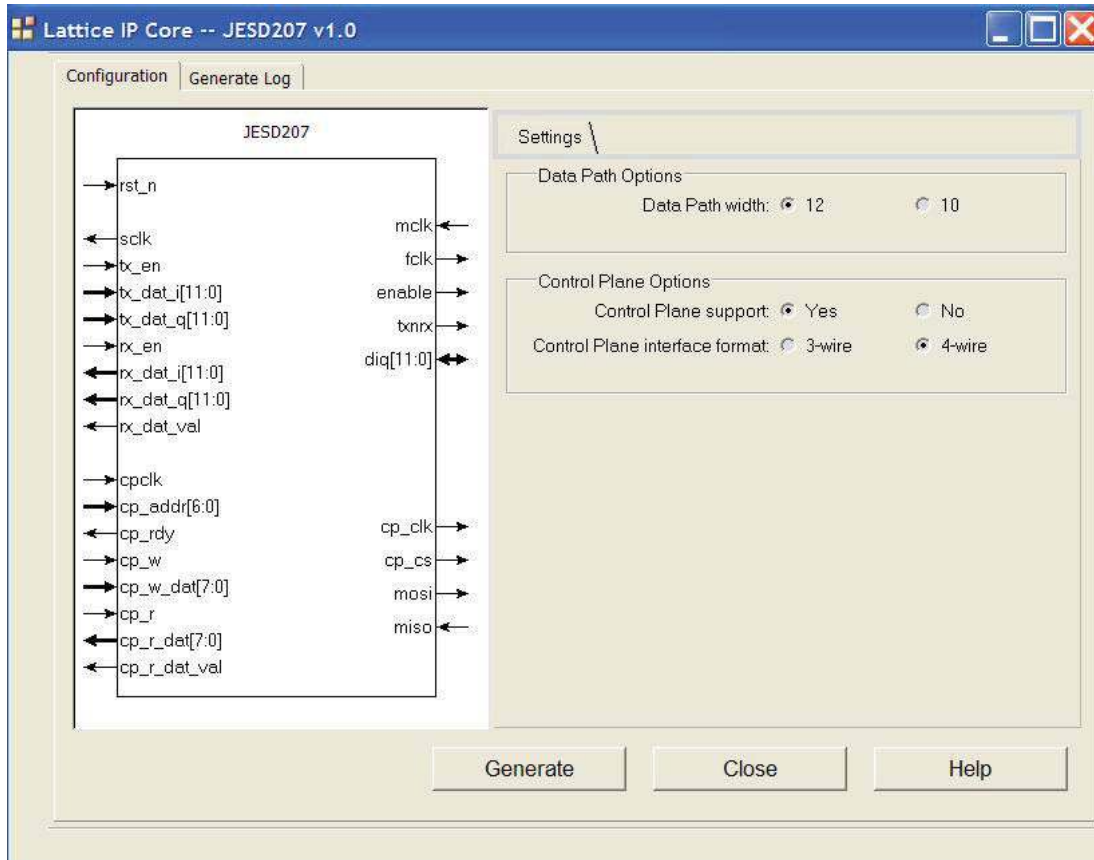 Lattice IP Core -- JESD207 v1.0
Configuration
Generate Log
JESD207
rst_n
sclk
tx_en
tx_dat_i[11:0]
tx_dat_q[11:0]
rx_en
rx_dat_i[11:0]
rx_dat_q[11:0]
rx_dat_val
cpclk
cp_addr[6:0]
cp_rdy
cp_w
cp_w_dat[7:0]
cp_r
cp_r_dat[7:0]
cp_r_dat_val
mclk
fclk
enable
txnrx
diq[11:0]
cp_clk
cp_cs
mosi
miso
Settings
Data Path Options
Data Path width: 12 10
Control Plane Options
Control Plane support: Yes No
Control Plane interface format: 3-wire 4-wire
Generate
Close
Help